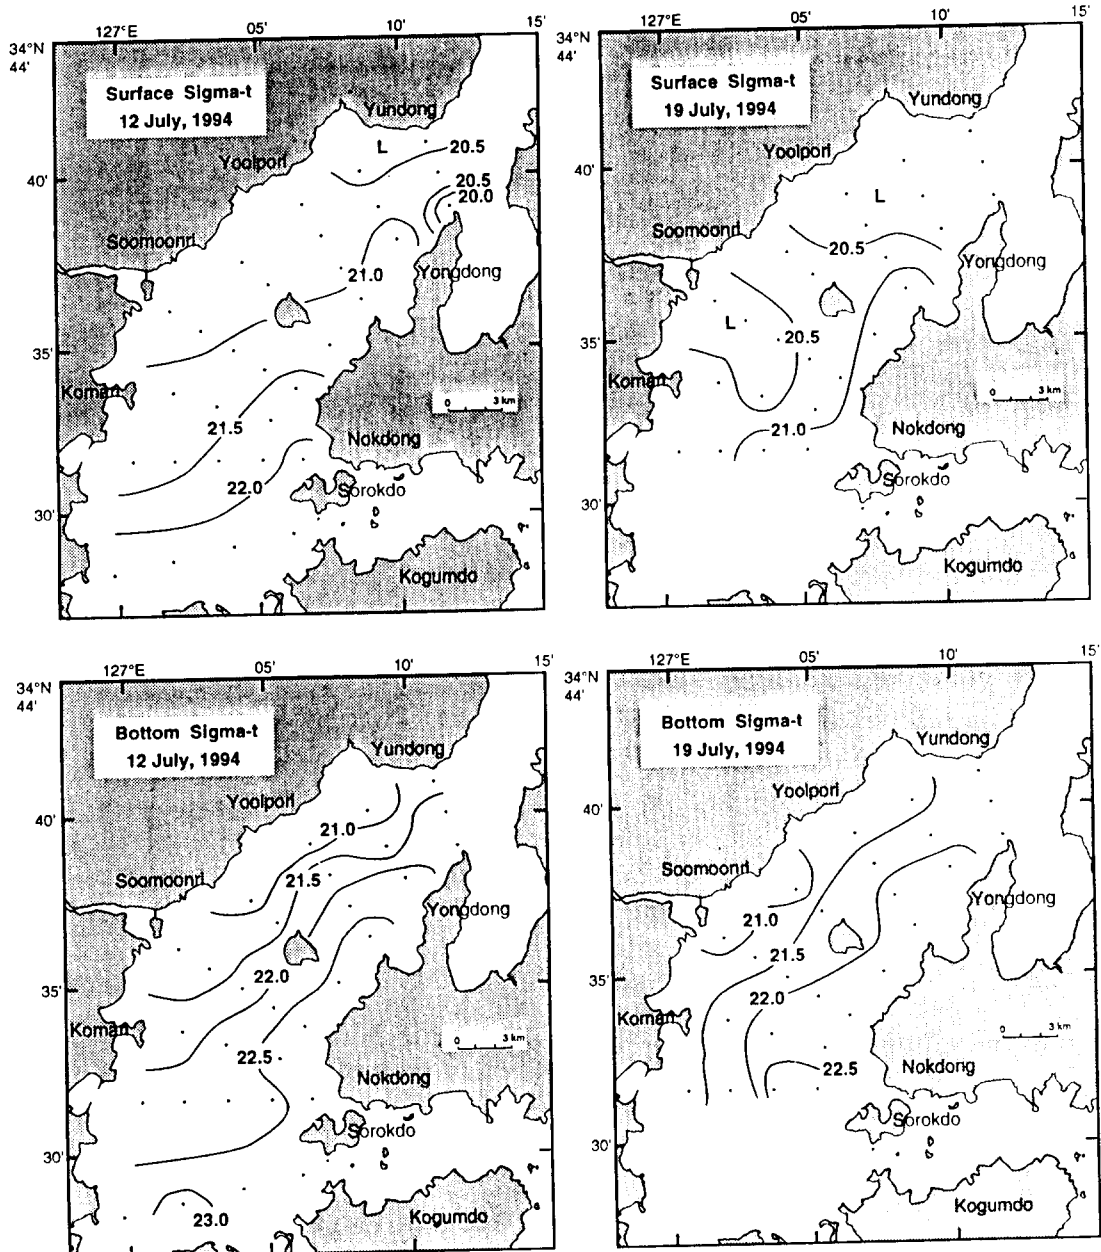 127°E 05' 10' 15'
34°N
44'
Surface Sigma-t
12 July, 1994
Yundong
L
20.5
Yoolpori
40'
20.5
20.0
Soomoonri
21.0
Yongdong
35'
Koman
0 3 km
21.5
Nokdong
22.0
Sorokdo
30'
Kogumdo
127°E 05' 10' 15'
34°N
44'
Surface Sigma-t
19 July, 1994
Yundong
Yoolpori
40'
L
Soomoonri
20.5
Yongdong
L
20.5
35'
Koman
0 3 km
21.0
Nokdong
Sorokdo
30'
Kogumdo
127°E 05' 10' 15'
34°N
44'
Bottom Sigma-t
12 July, 1994
Yundong
Yoolpori
40'
21.0
Soomoonri
21.5
Yongdong
22.0
35'
Koman
0 3 km
22.5
Nokdong
Sorokdo
30'
23.0
Kogumdo
127°E 05' 10' 15'
34°N
44'
Bottom Sigma-t
19 July, 1994
Yundong
Yoolpori
40'
Soomoonri
Yongdong
21.0
21.5
35'
22.0
Koman
0 3 km
22.5
Nokdong
Sorokdo
30'
Kogumdo